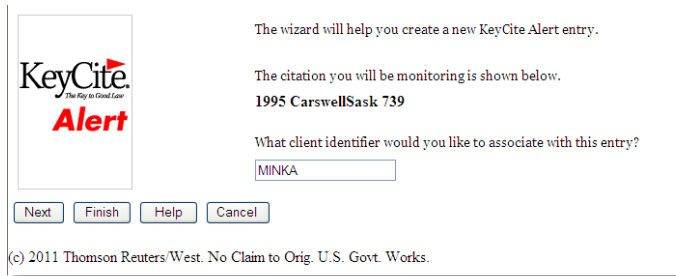 The wizard will help you create a new KeyCite Alert entry.
KeyCite.
The Key to Good Law
Alert
The citation you will be monitoring is shown below.
1995 CarswellSask 739
What client identifier would you like to associate with this entry?
MINKA
Next Finish Help Cancel
(c) 2011 Thomson Reuters/West. No Claim to Orig. U.S. Govt. Works.